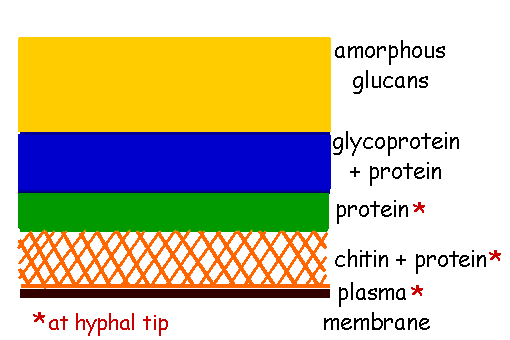 amorphous
glucans
glycoprotein
+ protein
protein*
chitin + protein*
plasma*
membrane
*at hyphal tip